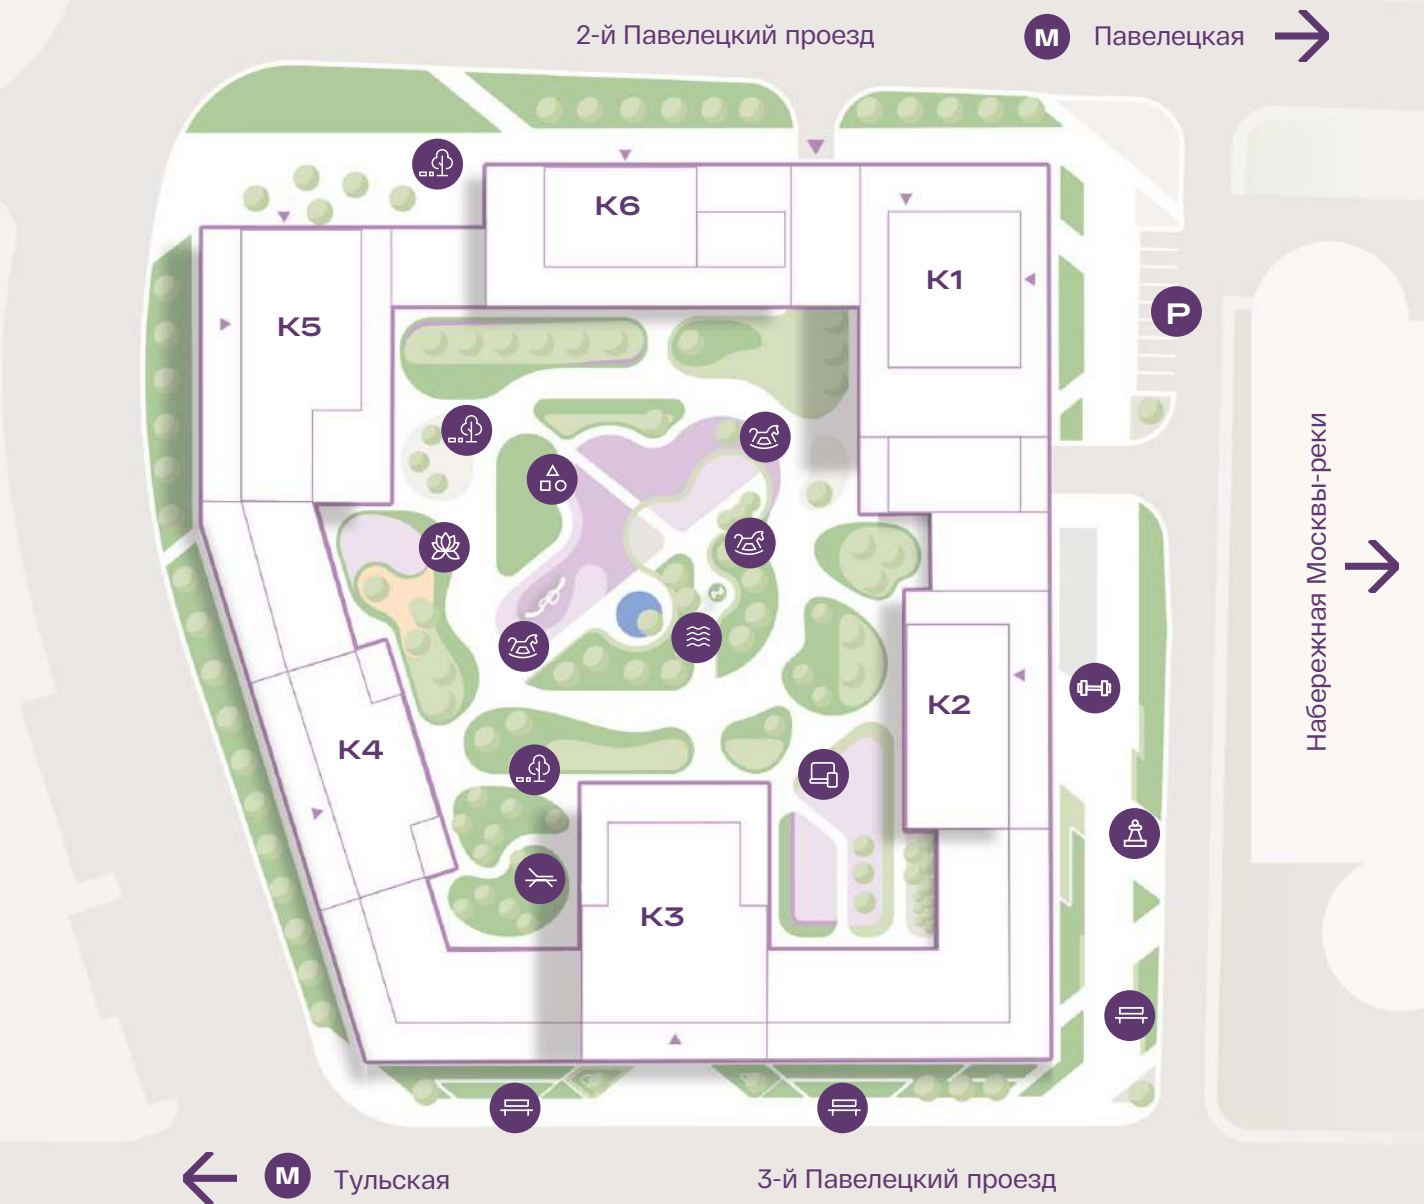 2-й Павелецкий проезд
М Павелецкая
К6
К1
К5
P
Набережная Москвы-реки
К2
К4
К3
М Тульская
3-й Павелецкий проезд